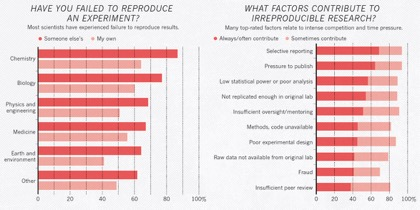 HAVE YOU FAILED TO REPRODUCE
AN EXPERIMENT?
Most scientists have experienced failure to reproduce results.
Someone else's My own
Chemistry
Biology
Physics and
engineering
Medicine
Earth and
environment
Other
0 20 40 60 80 100%
WHAT FACTORS CONTRIBUTE TO
IRREPRODUCIBLE RESEARCH?
Many top-rated factors relate to intense competition and time pressure.
Always/often contribute Sometimes contribute
Selective reporting
Pressure to publish
Low statistical power or poor analysis
Not replicated enough in original lab
Insufficient oversight/mentoring
Methods, code unavailable
Poor experimental design
Raw data not available from original lab
Fraud
Insufficient peer review
0 20 40 60 80 100%